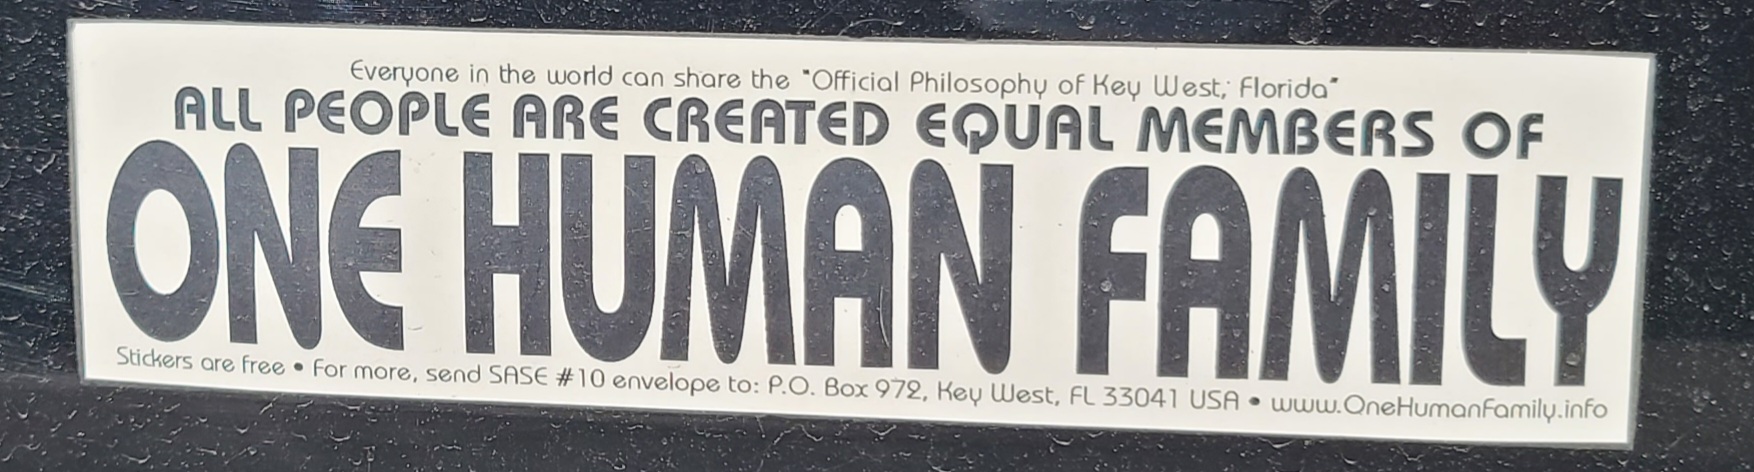 Everyone in the world can share the "Official Philosophy of Key West, Florida"
ALL PEOPLE ARE CREATED EQUAL MEMBERS OF
ONE HUMAN FAMILY
Stickers are free • For more, send SASE #10 envelope to: P.O. Box 972, Key West, FL 33041 USA • www.OneHumanFamily.info